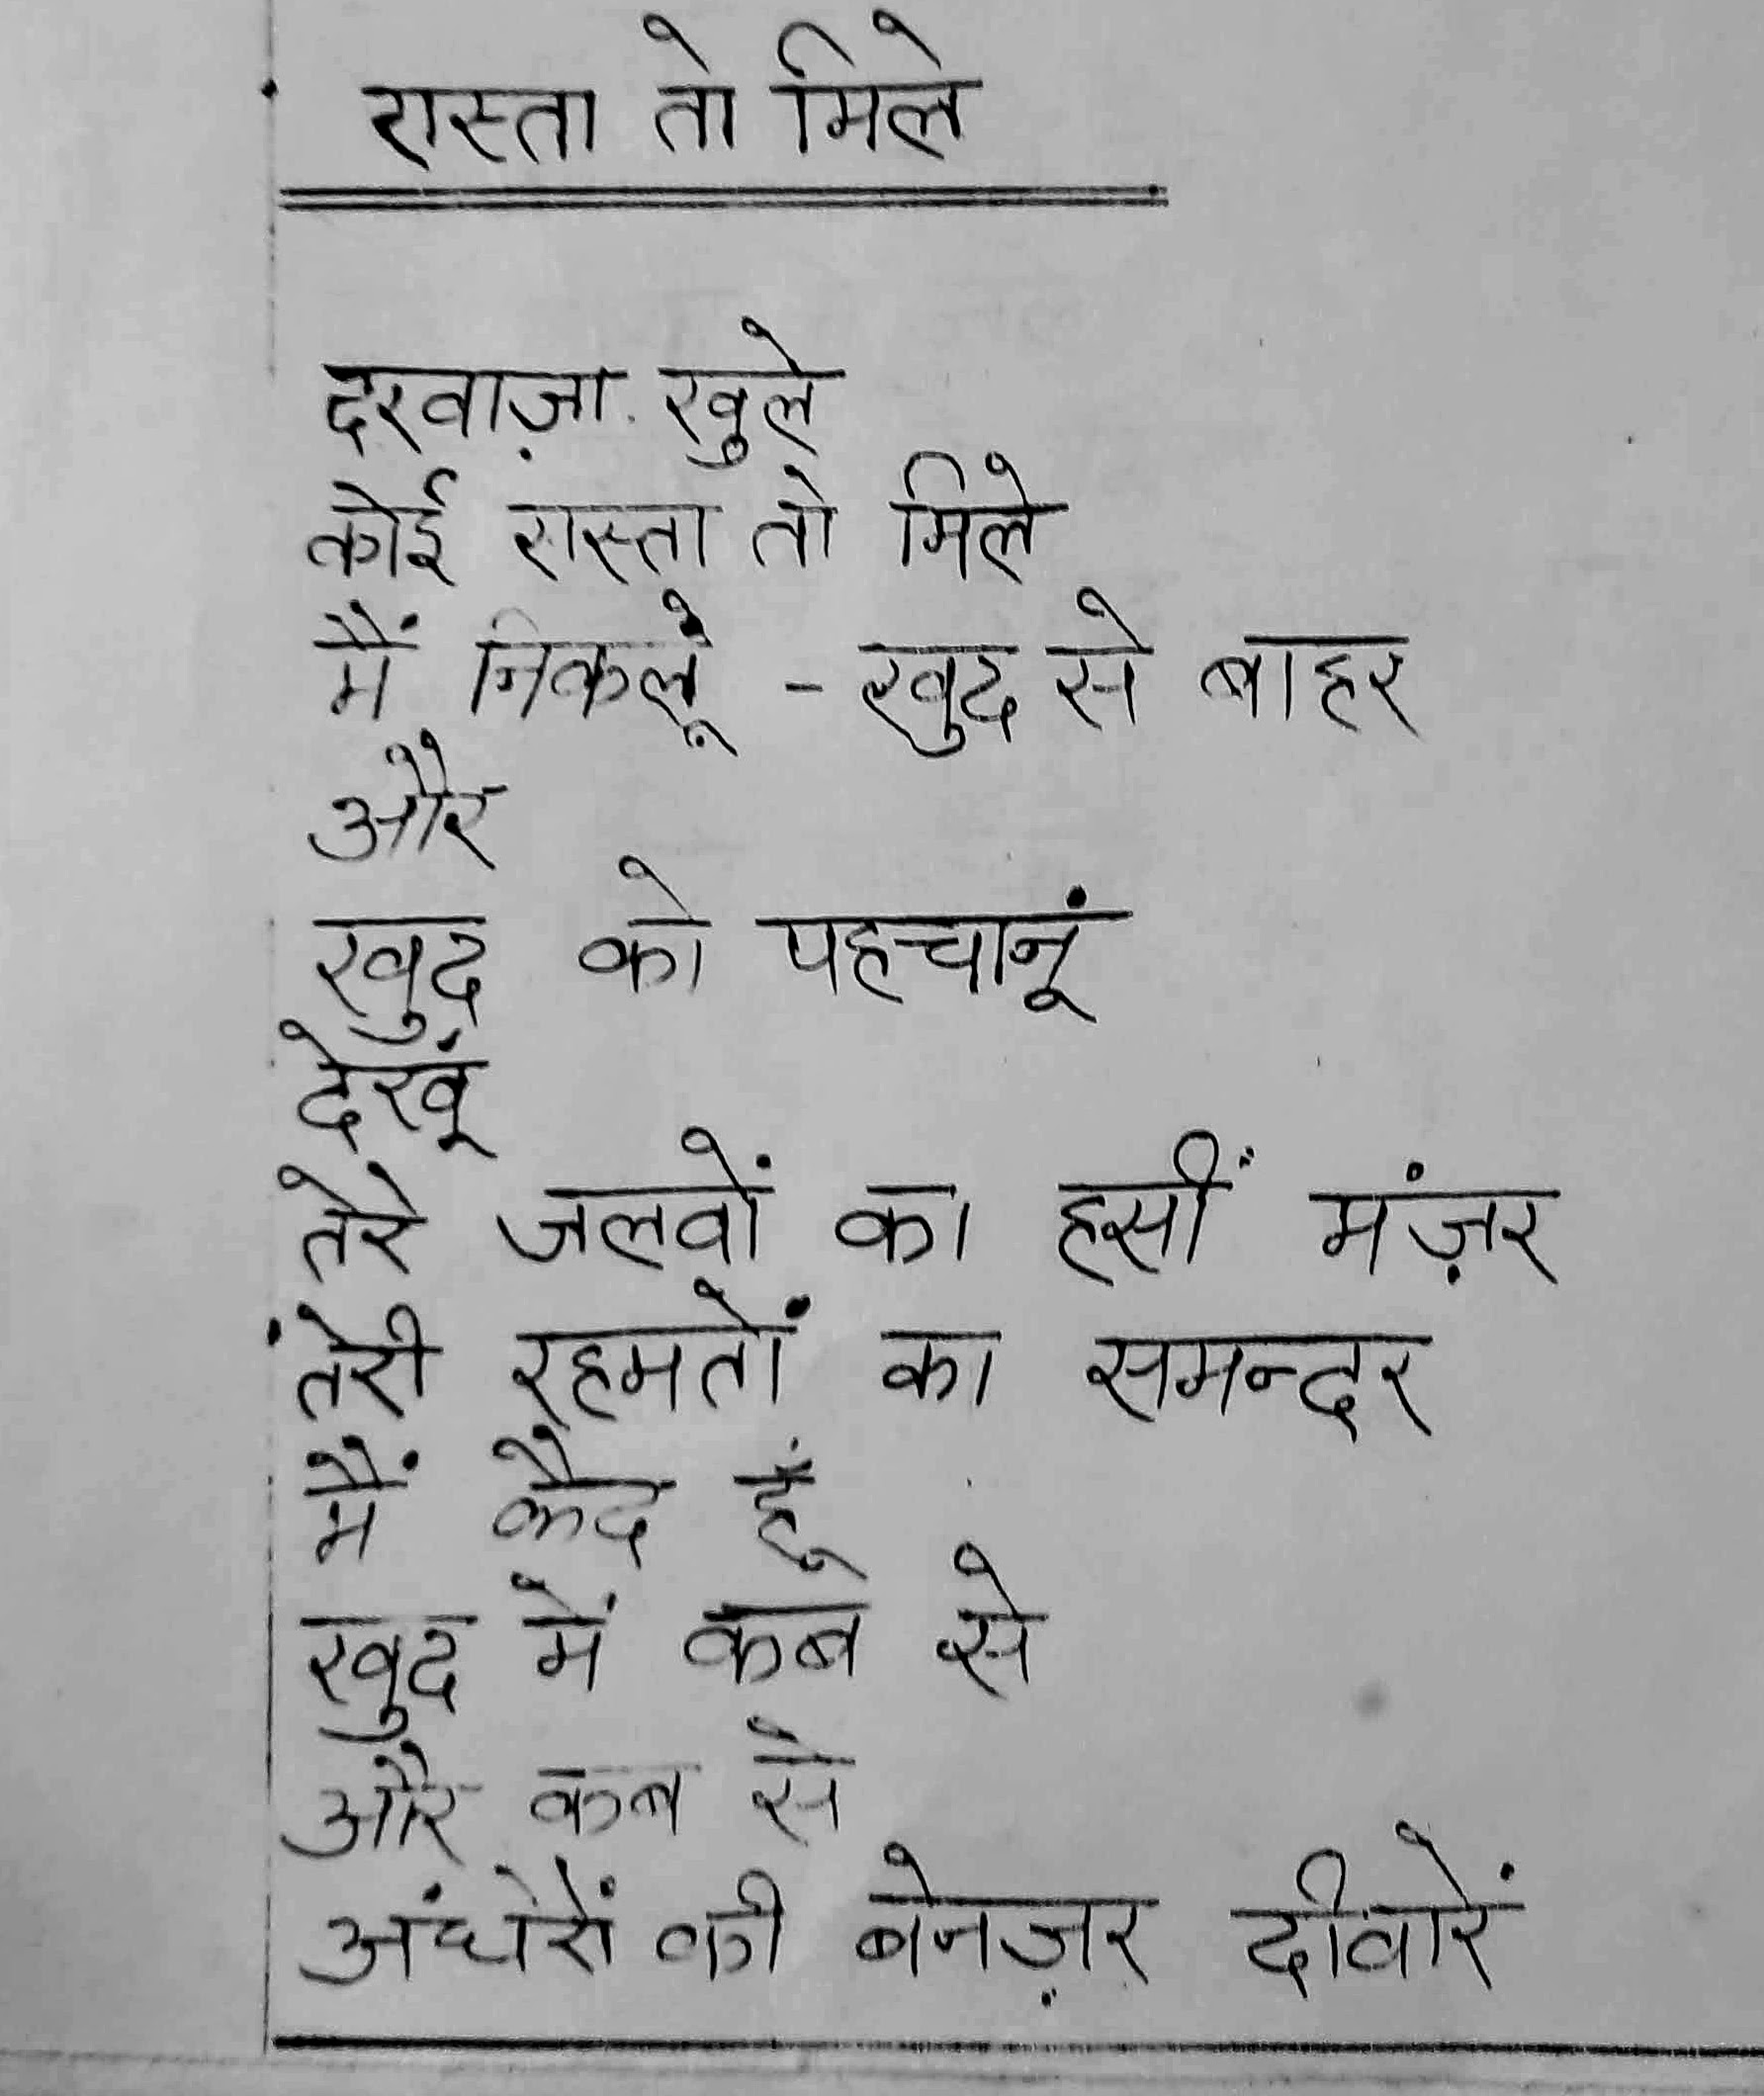 रास्ता तो मिले
दरवाज़ा खुले
कोई रास्ता तो मिले
मैं निकलूं - खुद से बाहर
और
खुद को पहचानूं
देखूं
तेरे जलवों का हसीं मंज़र
तेरी रहमतों का समन्दर
मैं कैद हूँ
खुद में कब से
और कब से
अंधेरों की बेनज़र दीवारें